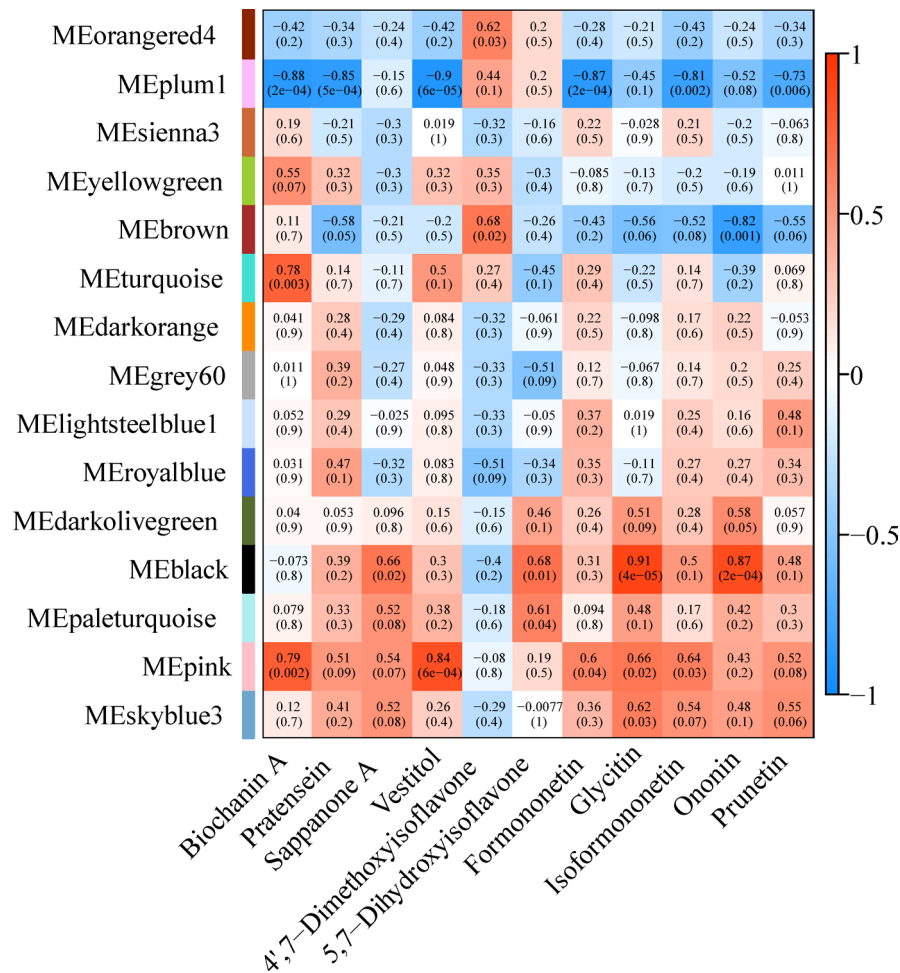 MEorangered4 −0.42 −0.34 −0.24 −0.42 0.62 0.2 −0.28 −0.21 −0.43 −0.24 −0.34
(0.2) (0.3) (0.4) (0.2) (0.03) (0.5) (0.4) (0.5) (0.2) (0.5) (0.3)
MEplum1 −0.88 −0.85 −0.15 −0.9 0.44 0.2 −0.87 −0.45 −0.81 −0.52 −0.73
(2e−04) (5e−04) (0.6) (6e−05) (0.1) (0.5) (2e−04) (0.1) (0.002) (0.08) (0.006)
MEsienna3 0.19 −0.21 −0.3 0.019 −0.32 −0.16 0.22 −0.028 0.21 −0.2 −0.063
(0.6) (0.5) (0.3) (1) (0.3) (0.6) (0.5) (0.9) (0.5) (0.5) (0.8)
MEyellowgreen 0.55 0.32 −0.3 0.32 0.35 −0.3 −0.085 −0.13 −0.2 −0.19 0.011
(0.07) (0.3) (0.3) (0.3) (0.3) (0.4) (0.8) (0.7) (0.5) (0.6) (1)
MEbrown 0.11 −0.58 −0.21 −0.2 0.68 −0.26 −0.43 −0.56 −0.52 −0.82 −0.55
(0.7) (0.05) (0.5) (0.5) (0.02) (0.4) (0.2) (0.06) (0.08) (0.001) (0.06)
MEturquoise 0.78 0.14 −0.11 0.5 0.27 −0.45 0.29 −0.22 0.14 −0.39 0.069
(0.003) (0.7) (0.7) (0.1) (0.4) (0.1) (0.4) (0.5) (0.7) (0.2) (0.8)
MEdarkorange 0.041 0.28 −0.29 0.084 −0.32 −0.061 0.22 −0.098 0.17 0.22 −0.053
(0.9) (0.4) (0.4) (0.8) (0.3) (0.9) (0.5) (0.8) (0.6) (0.5) (0.9)
MEgrey60 0.011 0.39 −0.27 0.048 −0.33 −0.51 0.12 −0.067 0.14 0.2 0.25
(1) (0.2) (0.4) (0.9) (0.3) (0.09) (0.7) (0.8) (0.7) (0.5) (0.4)
MElightsteelblue1 0.052 0.29 −0.025 0.095 −0.33 −0.05 0.37 0.019 0.25 0.16 0.48
(0.9) (0.4) (0.9) (0.8) (0.3) (0.9) (0.2) (1) (0.4) (0.6) (0.1)
MEroyalblue 0.031 0.47 −0.32 0.083 −0.51 −0.34 0.35 −0.11 0.27 0.27 0.34
(0.9) (0.1) (0.3) (0.8) (0.09) (0.3) (0.3) (0.7) (0.4) (0.4) (0.3)
MEdarkolivegreen 0.04 0.053 0.096 0.15 −0.15 0.46 0.26 0.51 0.28 0.58 0.057
(0.9) (0.9) (0.8) (0.6) (0.6) (0.1) (0.4) (0.09) (0.4) (0.05) (0.9)
MEblack −0.073 0.39 0.66 0.3 −0.4 0.68 0.31 0.91 0.5 0.87 0.48
(0.8) (0.2) (0.02) (0.3) (0.2) (0.01) (0.3) (4e−05) (0.1) (2e−04) (0.1)
MEpaleturquoise 0.079 0.33 0.52 0.38 −0.18 0.61 0.094 0.48 0.17 0.42 0.3
(0.8) (0.3) (0.08) (0.2) (0.6) (0.04) (0.8) (0.1) (0.6) (0.2) (0.3)
MEpink 0.79 0.51 0.54 0.84 −0.08 0.19 0.6 0.66 0.64 0.43 0.52
(0.002) (0.09) (0.07) (6e−04) (0.8) (0.5) (0.04) (0.02) (0.03) (0.2) (0.08)
MEskyblue3 0.12 0.41 0.52 0.26 −0.29 −0.0077 0.36 0.62 0.54 0.48 0.55
(0.7) (0.2) (0.08) (0.4) (0.4) (1) (0.3) (0.03) (0.07) (0.1) (0.06)
1
0.5
0
−0.5
−1
Biochanin A
Pratensein
Sappanone A
Vestitol
4',7−Dimethoxyisoflavone
5,7−Dihydroxyisoflavone
Formononetin
Glycitin
Isoformononetin
Ononin
Prunetin